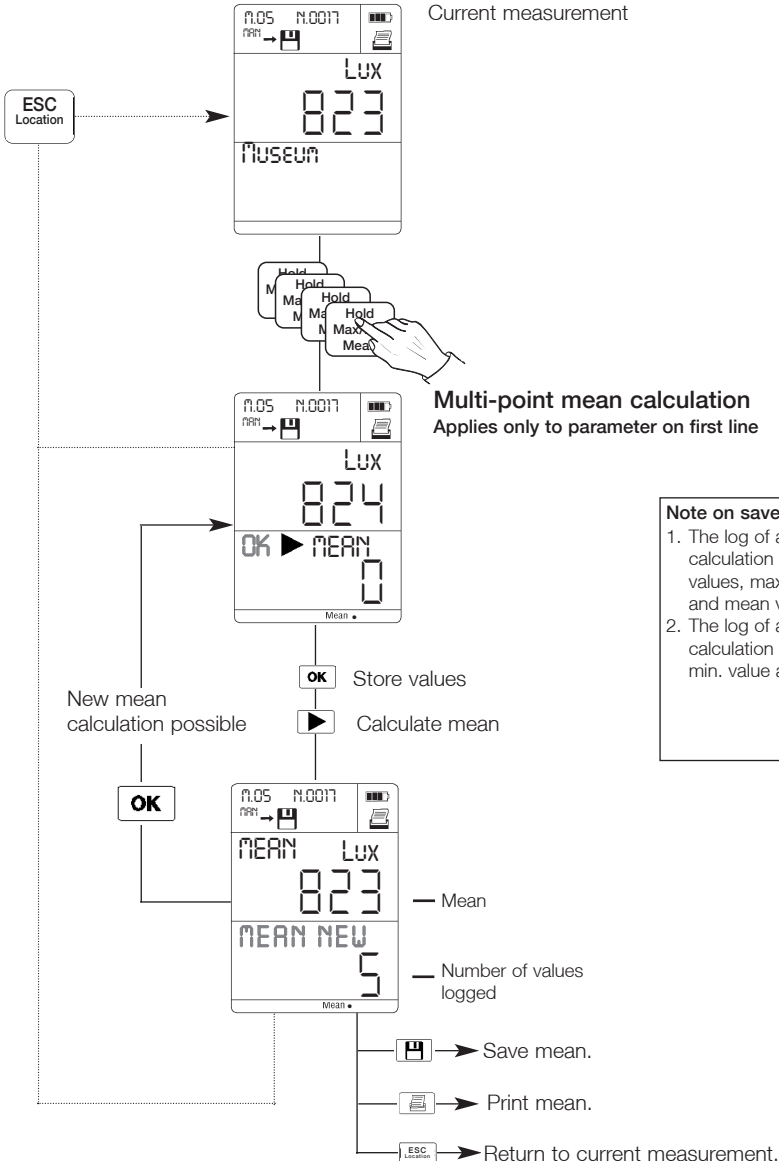 Current measurement
M.05 N.0017
MAN
Lux
823
MUSEUM
ESC
Location
Hold
Hold
Hold
Hold
Multi-point mean calculation
Applies only to parameter on first line
M.05 N.0017
MAN
Lux
824
OK MEAN
0
Mean
Note on save
1. The log of a
calculation
values, max
and mean v
2. The log of a
calculation
min. value a
OK Store values
Calculate mean
New mean
calculation possible
OK
M.05 N.0017
MAN
MEAN Lux
823
Mean
MEAN NEW
5
Number of values
logged
Mean
Save mean.
Print mean.
ESC
Location
Return to current measurement.